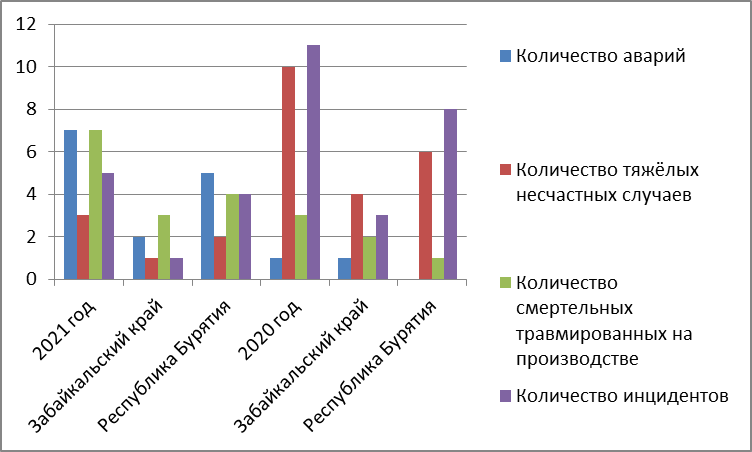 12
10
8
6
4
2
0
2021 год
Забайкальский край
Республика Бурятия
2020 год
Забайкальский край
Республика Бурятия
Количество аварий
Количество тяжёлых
несчастных случаев
Количество
смертельных
травмированных на
производстве
Количество инцидентов